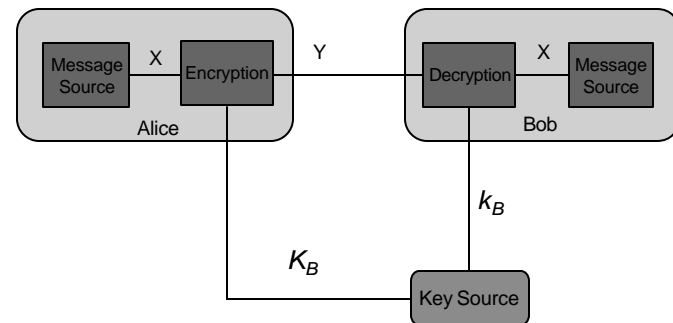 Message
Source
X
Encryption
Y
Decryption
X
Message
Source
Alice
Bob
k_B
K_B
Key Source